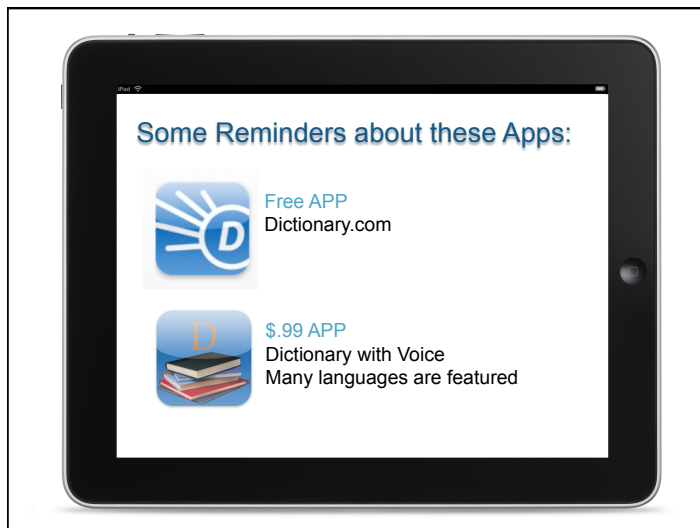 iPad
Some Reminders about these Apps:
D
Free APP
Dictionary.com
D
$.99 APP
Dictionary with Voice
Many languages are featured